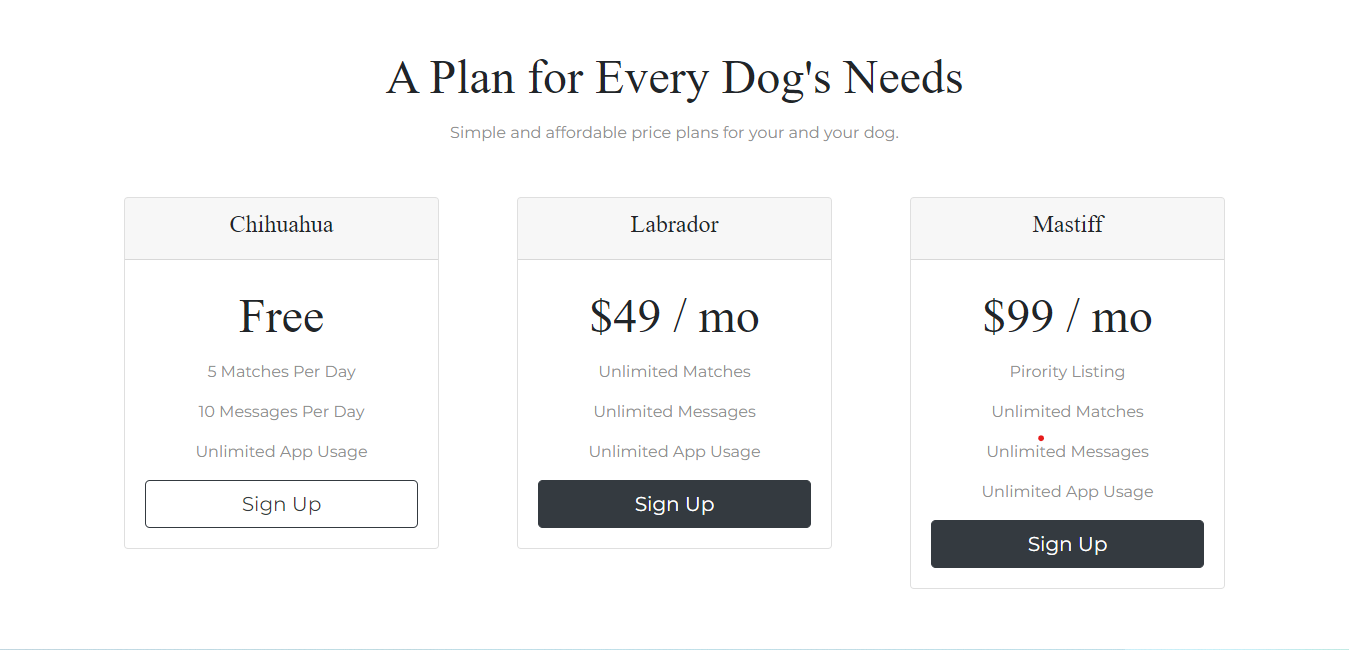 A Plan for Every Dog's Needs
Simple and affordable price plans for your and your dog.
Chihuahua
Free
5 Matches Per Day
10 Messages Per Day
Unlimited App Usage
Sign Up
Labrador
$49 / mo
Unlimited Matches
Unlimited Messages
Unlimited App Usage
Sign Up
Mastiff
$99 / mo
Pirority Listing
Unlimited Matches
Unlimited Messages
Unlimited App Usage
Sign Up